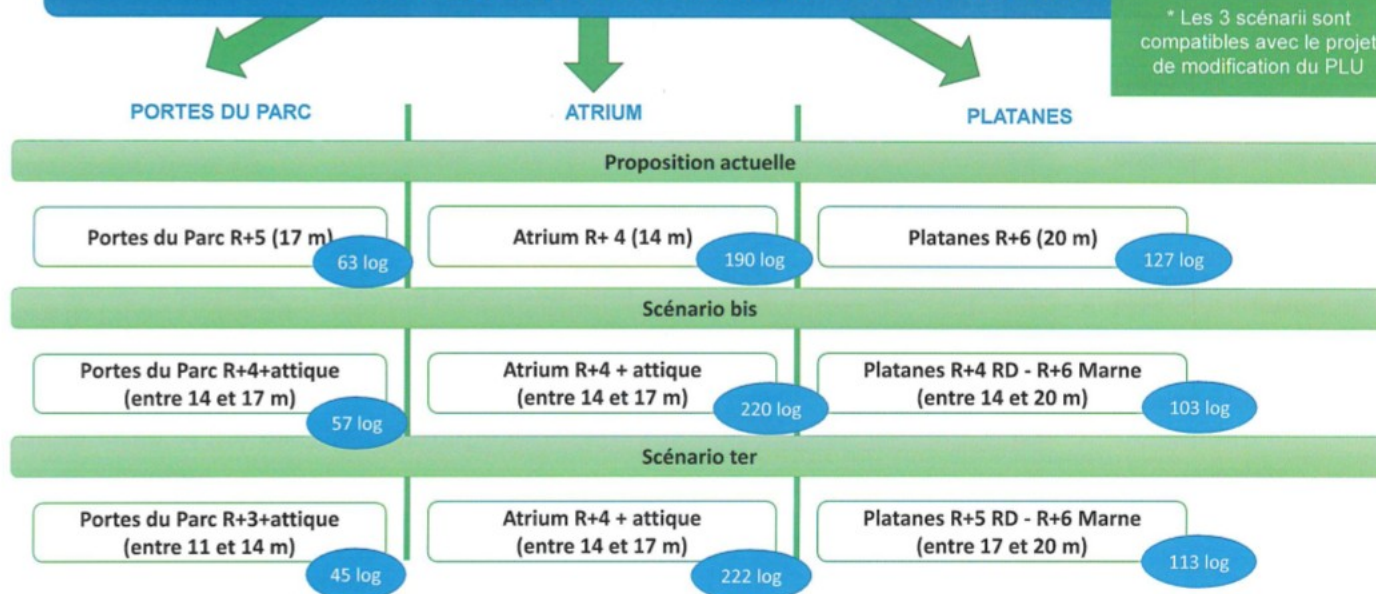 * Les 3 scénarii sont
compatibles avec le projet
de modification du PLU
PORTES DU PARC
ATRIUM
PLATANES
Proposition actuelle
Portes du Parc R+5 (17 m)
63 log
Atrium R+ 4 (14 m)
190 log
Platanes R+6 (20 m)
127 log
Scénario bis
Portes du Parc R+4+attique
(entre 14 et 17 m)
57 log
Atrium R+4 + attique
(entre 14 et 17 m)
220 log
Platanes R+4 RD - R+6 Marne
(entre 14 et 20 m)
103 log
Scénario ter
Portes du Parc R+3+attique
(entre 11 et 14 m)
45 log
Atrium R+4 + attique
(entre 14 et 17 m)
222 log
Platanes R+5 RD - R+6 Marne
(entre 17 et 20 m)
113 log